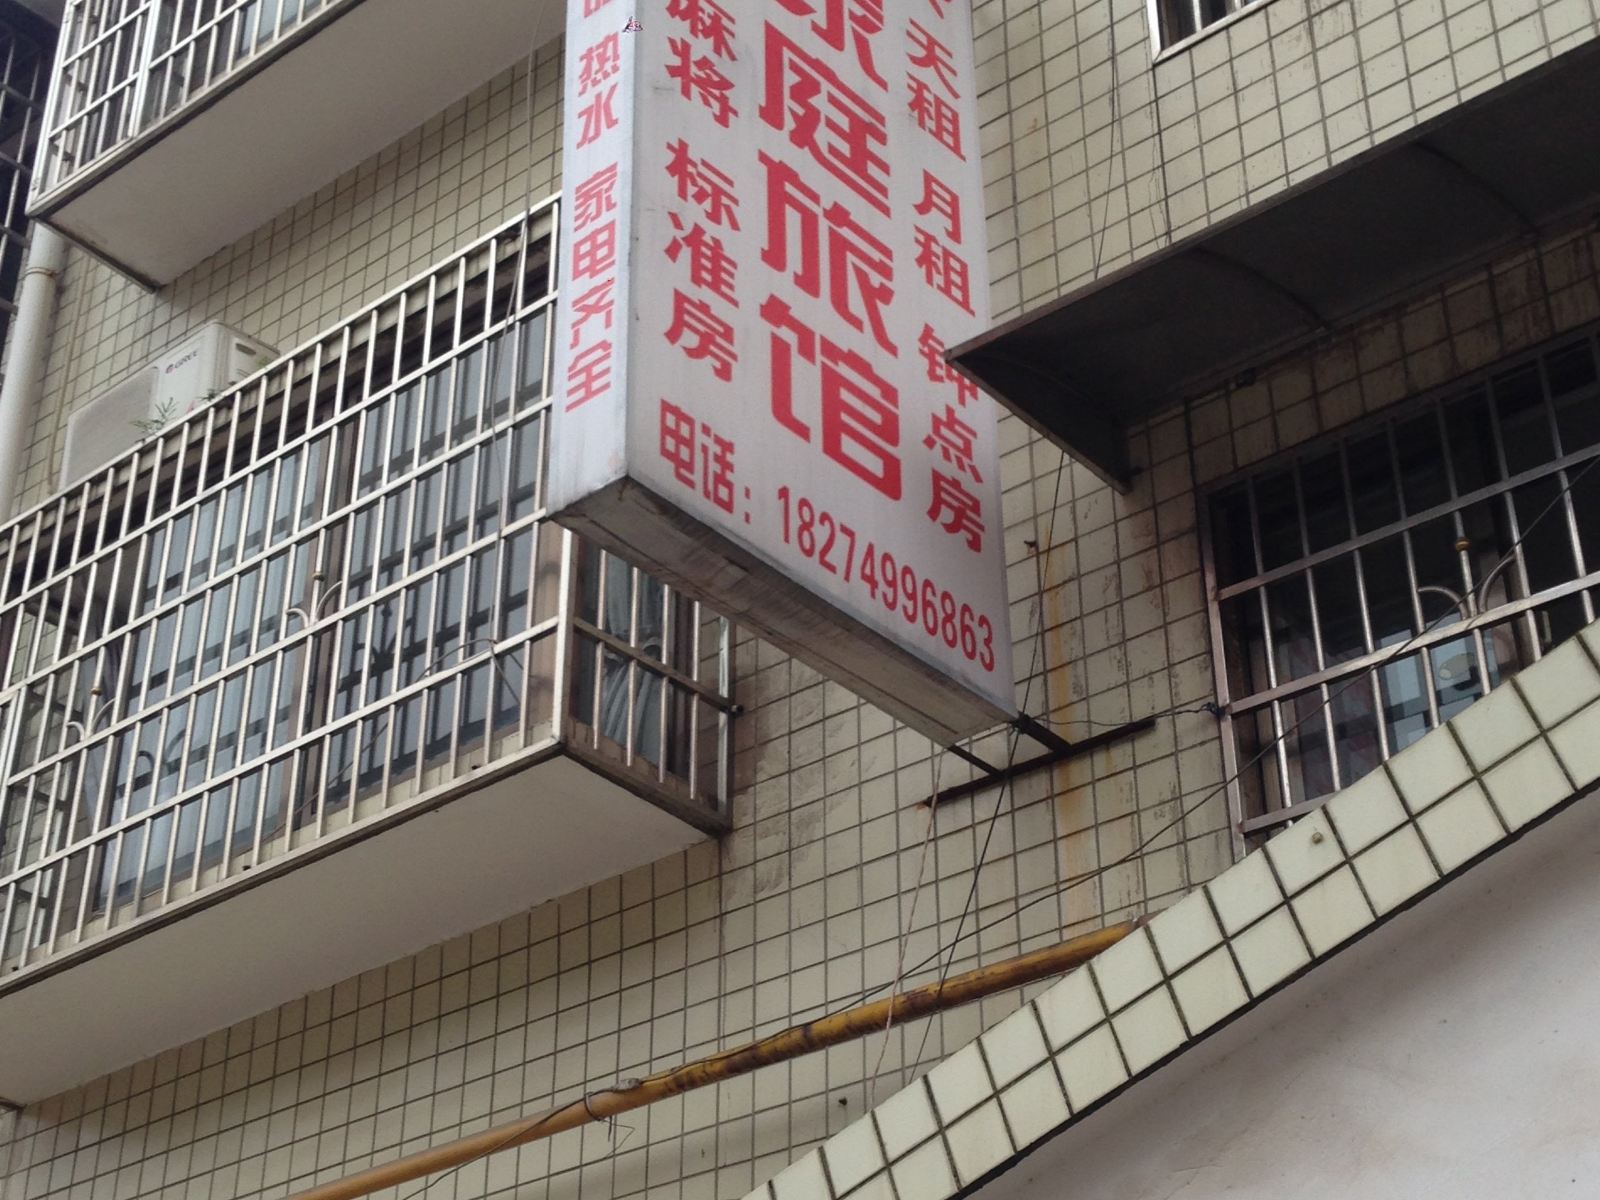 热水 家电齐全
麻将 标准房
家庭旅馆
天租 月租 钟点房
电话：18274996863
GREE